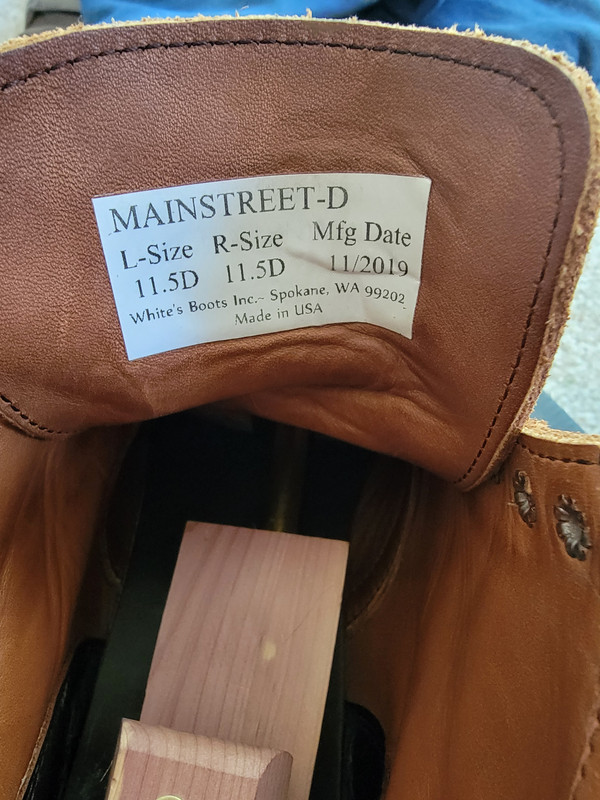 MAINSTREET-D
L-Size R-Size Mfg Date
11.5D 11.5D 11/2019
White's Boots Inc.~ Spokane, WA 99202
Made in USA